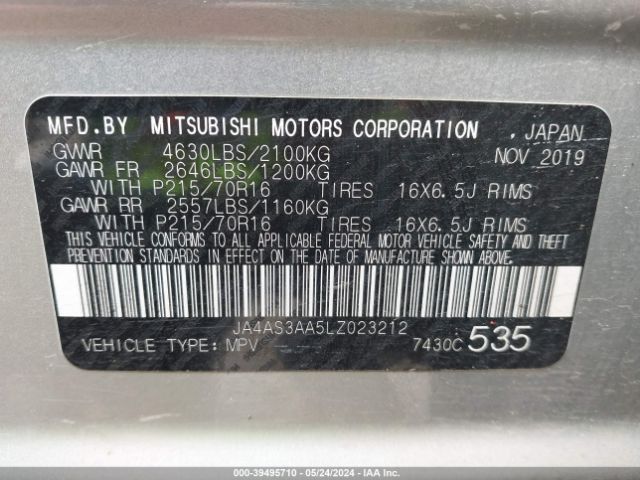 MFD.BY MITSUBISHI MOTORS CORPORATION . JAPAN
GVWR 4630LBS/2100KG NOV 2019
GAWR FR 2646LBS/1200KG
WITH P215/70R16 TIRES 16X6.5J RIMS
GAWR RR 2557LBS/1160KG
WITH P215/70R16 TIRES 16X6.5J RIMS
THIS VEHICLE CONFORMS TO ALL APPLICABLE FEDERAL MOTOR VEHICLE SAFETY AND THEFT
PREVENTION STANDARDS IN EFFECT ON THE DATE OF MANUFACTURE SHOWN ABOVE.
JA4AS3AA5LZ023212
VEHICLE TYPE: MPV -- -- 7430C 535
000-39495710 - 05/24/2024 - IAAI.COM